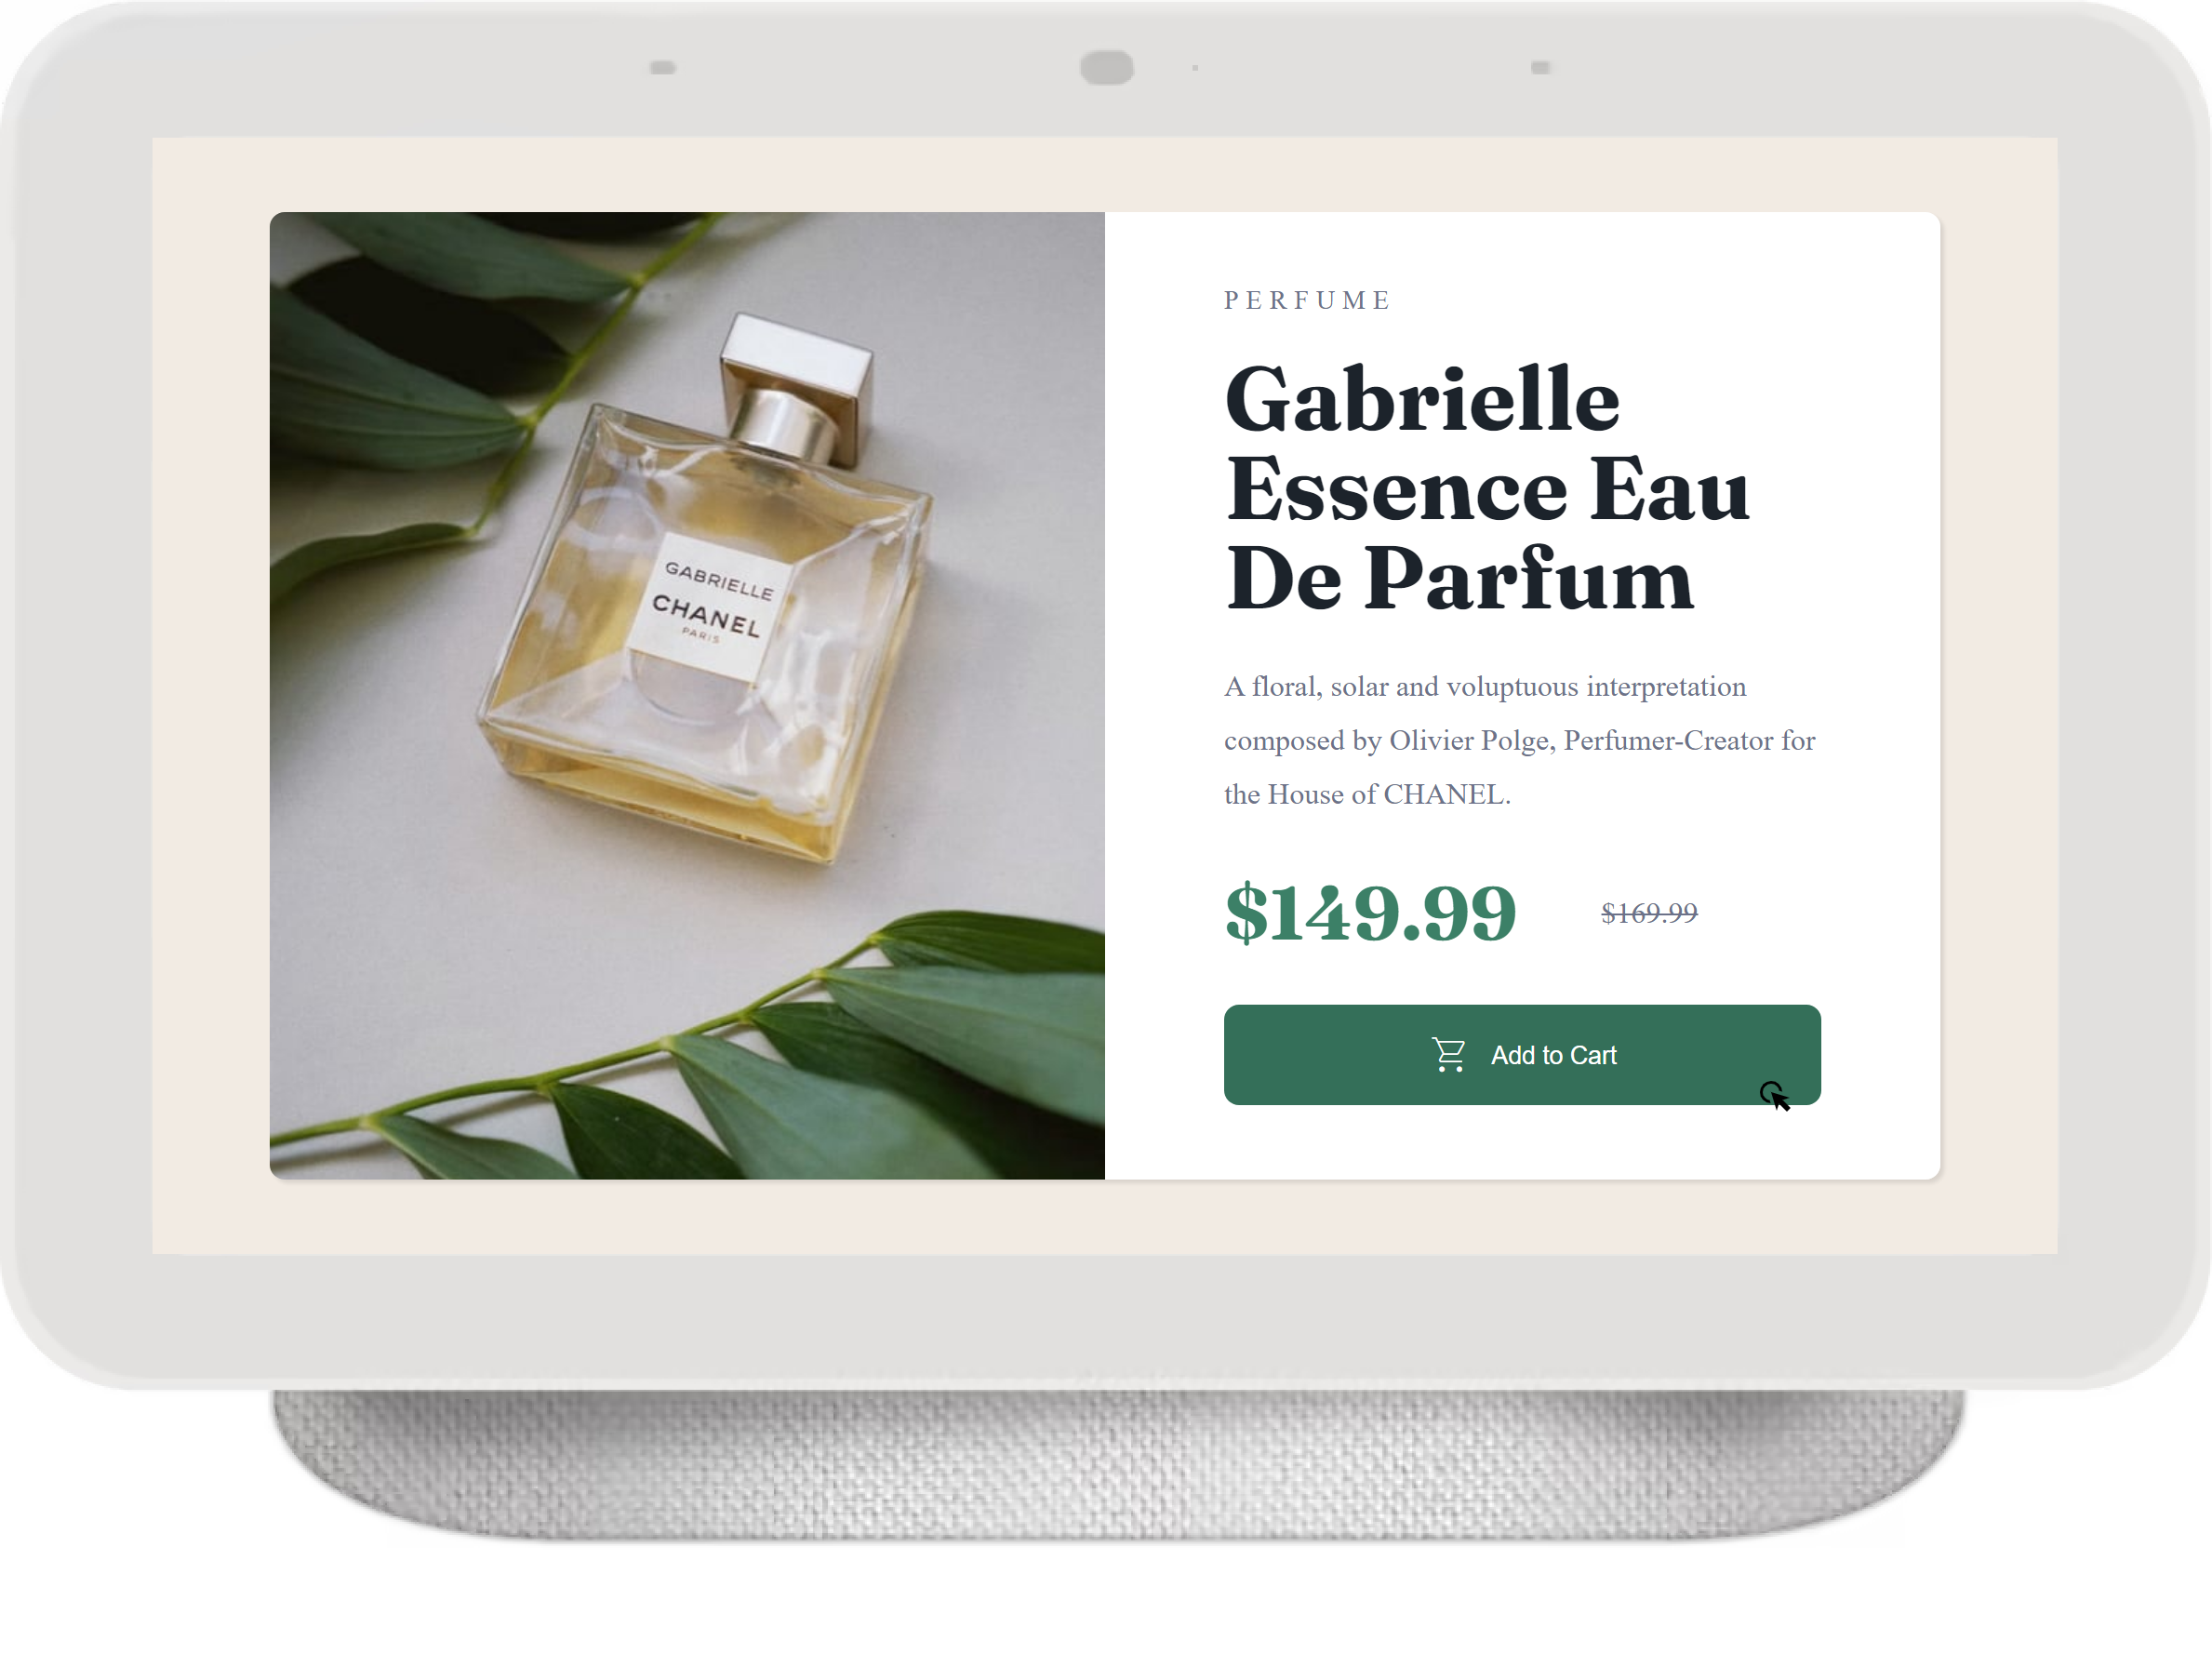 GABRIELLE
CHANEL
PARIS
PERFUME
Gabrielle
Essence Eau
De Parfum
A floral, solar and voluptuous interpretation
composed by Olivier Polge, Perfumer-Creator for
the House of CHANEL.
$149.99 $169.99
Add to Cart